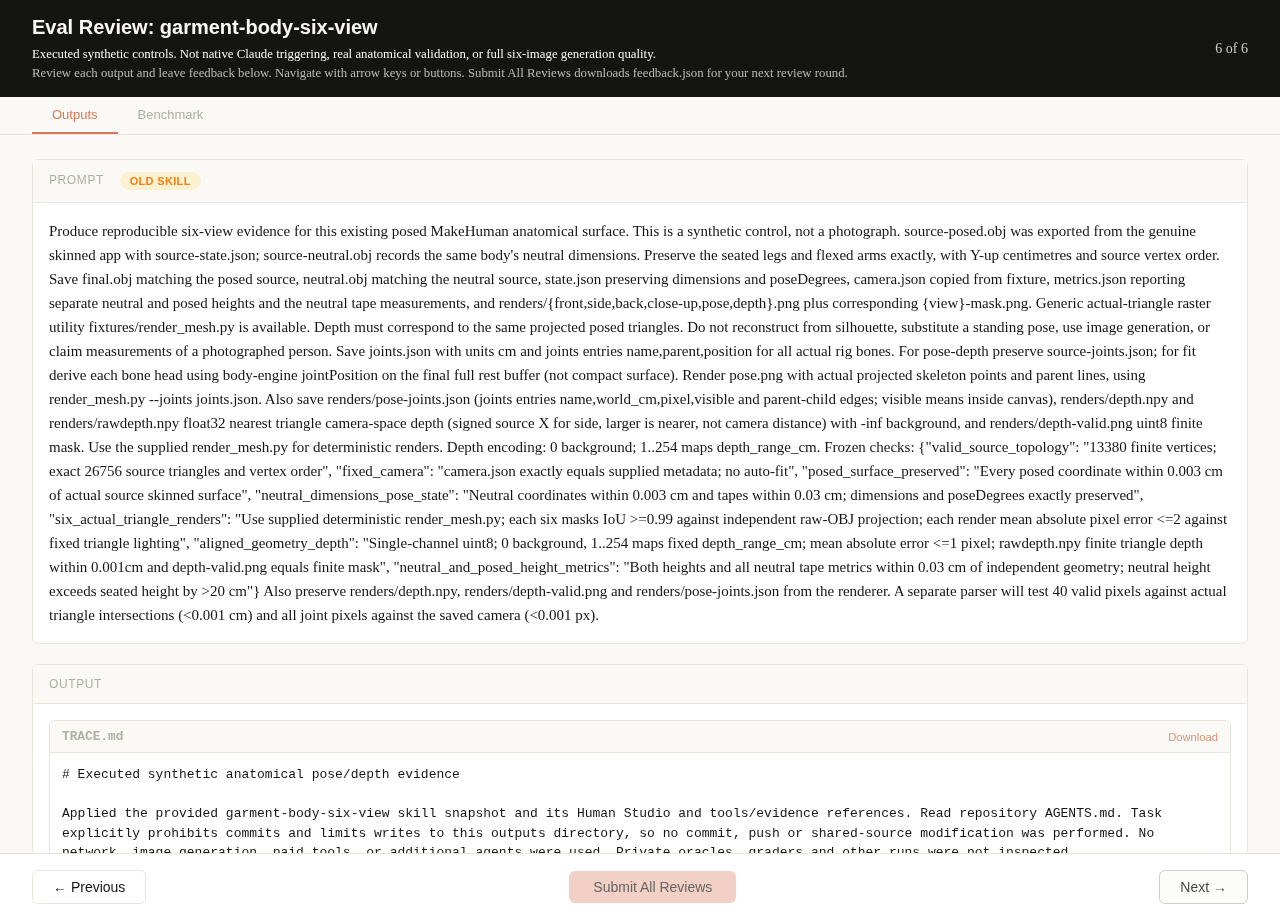 Eval Review: garment-body-six-view
Executed synthetic controls. Not native Claude triggering, real anatomical validation, or full six-image generation quality.
Review each output and leave feedback below. Navigate with arrow keys or buttons. Submit All Reviews downloads feedback.json for your next review round.
6 of 6
Outputs
Benchmark
PROMPT
OLD SKILL
Produce reproducible six-view evidence for this existing posed MakeHuman anatomical surface. This is a synthetic control, not a photograph. source-posed.obj was exported from the genuine
skinned app with source-state.json; source-neutral.obj records the same body's neutral dimensions. Preserve the seated legs and flexed arms exactly, with Y-up centimetres and source vertex order.
Save final.obj matching the posed source, neutral.obj matching the neutral source, state.json preserving dimensions and poseDegrees, camera.json copied from fixture, metrics.json reporting
separate neutral and posed heights and the neutral tape measurements, and renders/{front,side,back,close-up,pose,depth}.png plus corresponding {view}-mask.png. Generic actual-triangle raster
utility fixtures/render_mesh.py is available. Depth must correspond to the same projected posed triangles. Do not reconstruct from silhouette, substitute a standing pose, use image generation, or
claim measurements of a photographed person. Save joints.json with units cm and joints entries name,parent,position for all actual rig bones. For pose-depth preserve source-joints.json; for fit
derive each bone head using body-engine jointPosition on the final full rest buffer (not compact surface). Render pose.png with actual projected skeleton points and parent lines, using
render_mesh.py --joints joints.json. Also save renders/pose-joints.json (joints entries name,world_cm,pixel,visible and parent-child edges; visible means inside canvas), renders/depth.npy and
renders/rawdepth.npy float32 nearest triangle camera-space depth (signed source X for side, larger is nearer, not camera distance) with -inf background, and renders/depth-valid.png uint8 finite
mask. Use the supplied render_mesh.py for deterministic renders. Depth encoding: 0 background; 1..254 maps depth_range_cm. Frozen checks: {"valid_source_topology": "13380 finite vertices;
exact 26756 source triangles and vertex order", "fixed_camera": "camera.json exactly equals supplied metadata; no auto-fit", "posed_surface_preserved": "Every posed coordinate within 0.003 cm
of actual source skinned surface", "neutral_dimensions_pose_state": "Neutral coordinates within 0.003 cm and tapes within 0.03 cm; dimensions and poseDegrees exactly preserved",
"six_actual_triangle_renders": "Use supplied deterministic render_mesh.py; each six masks IoU >=0.99 against independent raw-OBJ projection; each render mean absolute pixel error <=2 against
fixed triangle lighting", "aligned_geometry_depth": "Single-channel uint8; 0 background, 1..254 maps fixed depth_range_cm; mean absolute error <=1 pixel; rawdepth.npy finite triangle depth
within 0.001cm and depth-valid.png equals finite mask", "neutral_and_posed_height_metrics": "Both heights and all neutral tape metrics within 0.03 cm of independent geometry; neutral height
exceeds seated height by >20 cm"} Also preserve renders/depth.npy, renders/depth-valid.png and renders/pose-joints.json from the renderer. A separate parser will test 40 valid pixels against actual
triangle intersections (<0.001 cm) and all joint pixels against the saved camera (<0.001 px).
OUTPUT
TRACE.md
Download
# Executed synthetic anatomical pose/depth evidence
Applied the provided garment-body-six-view skill snapshot and its Human Studio and tools/evidence references. Read repository AGENTS.md. Task
explicitly prohibits commits and limits writes to this outputs directory, so no commit, push or shared-source modification was performed. No
network, image generation, paid tools, or additional agents were used. Private oracles, graders and other runs were not inspected.
← Previous
Submit All Reviews
Next →